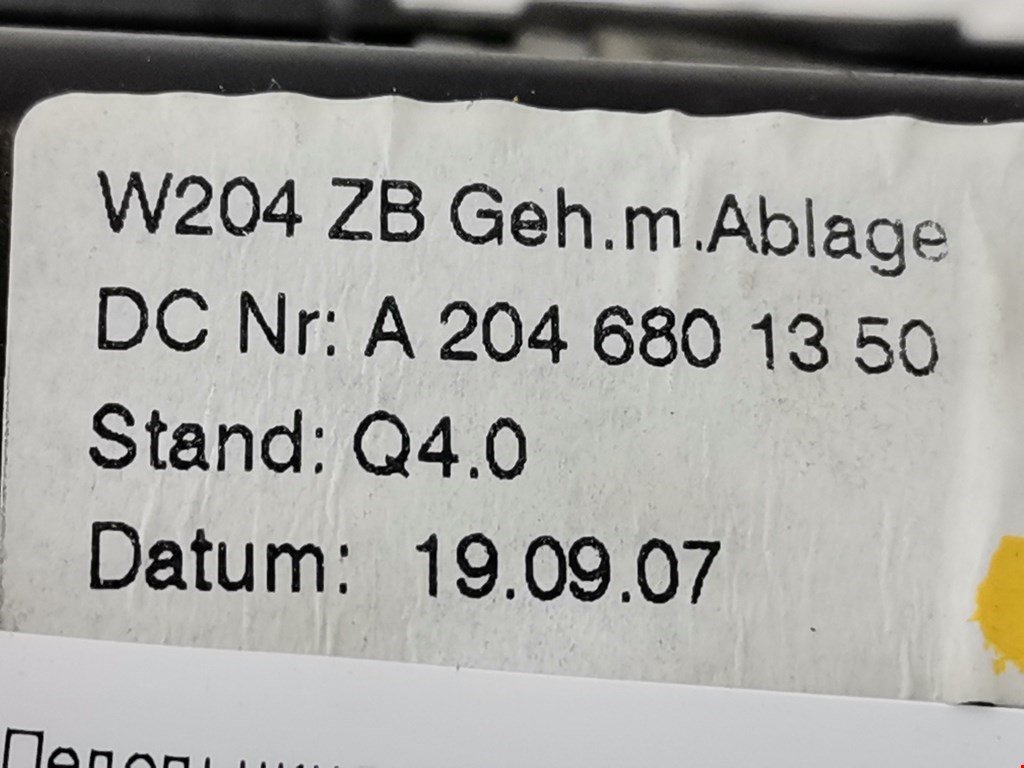 W204 ZB Geh.m.Ablage
DC Nr: A 204 680 13 50
Stand: Q4.0
Datum: 19.09.07